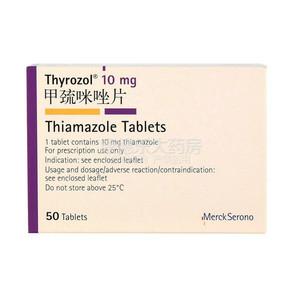 Thyrozol® 10 mg
甲巯咪唑片
Thiamazole Tablets
1 tablet contains 10 mg thiamazole
For prescription use only
Indication: see enclosed leaflet
Usage and dosage/adverse reaction/contraindication:
see enclosed leaflet
Do not store above 25°C
50 Tablets
MerckSerono